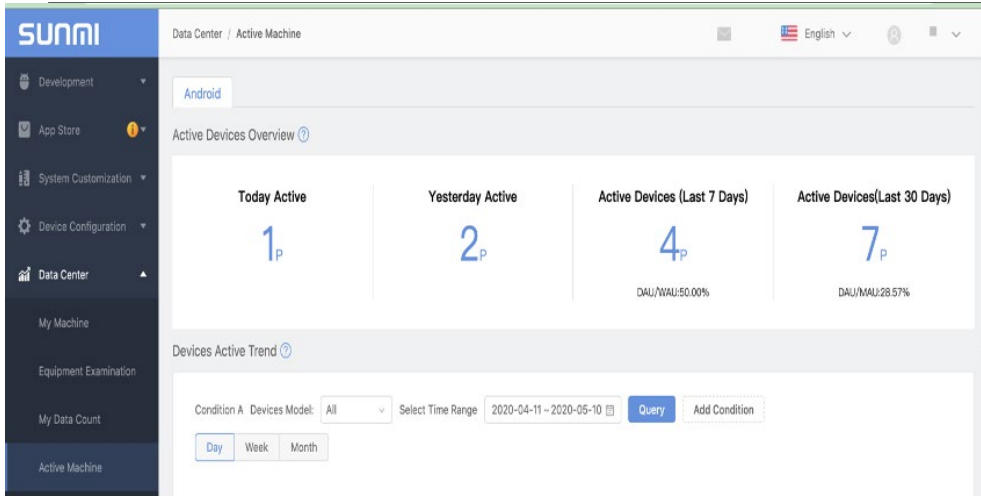 SUNMI
Data Center / Active Machine
English
Development
App Store
System Customization
Device Configuration
Data Center
My Machine
Equipment Examination
My Data Count
Active Machine
Android
Active Devices Overview ?
Today Active
1P
Yesterday Active
2P
Active Devices (Last 7 Days)
4P
DAU/WAU:50.00%
Active Devices(Last 30 Days)
7P
DAU/MAU:28.57%
Devices Active Trend ?
Condition A Devices Model: All Select Time Range 2020-04-11 ~ 2020-05-10 Query Add Condition
Day Week Month